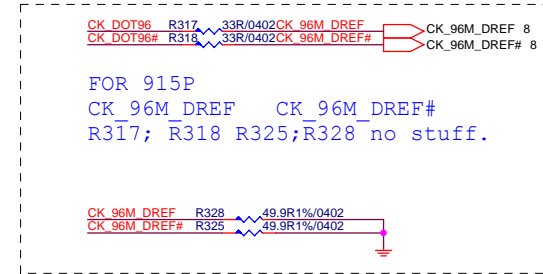 CK_DOT96 R317 33R/0402 CK_96M_DREF CK_96M_DREF 8
CK_DOT96# R318 33R/0402 CK_96M_DREF# CK_96M_DREF# 8
FOR 915P
CK_96M_DREF CK_96M_DREF#
R317; R318 R325;R328 no stuff.
CK_96M_DREF R328 49.9R1%/0402
CK_96M_DREF# R325 49.9R1%/0402